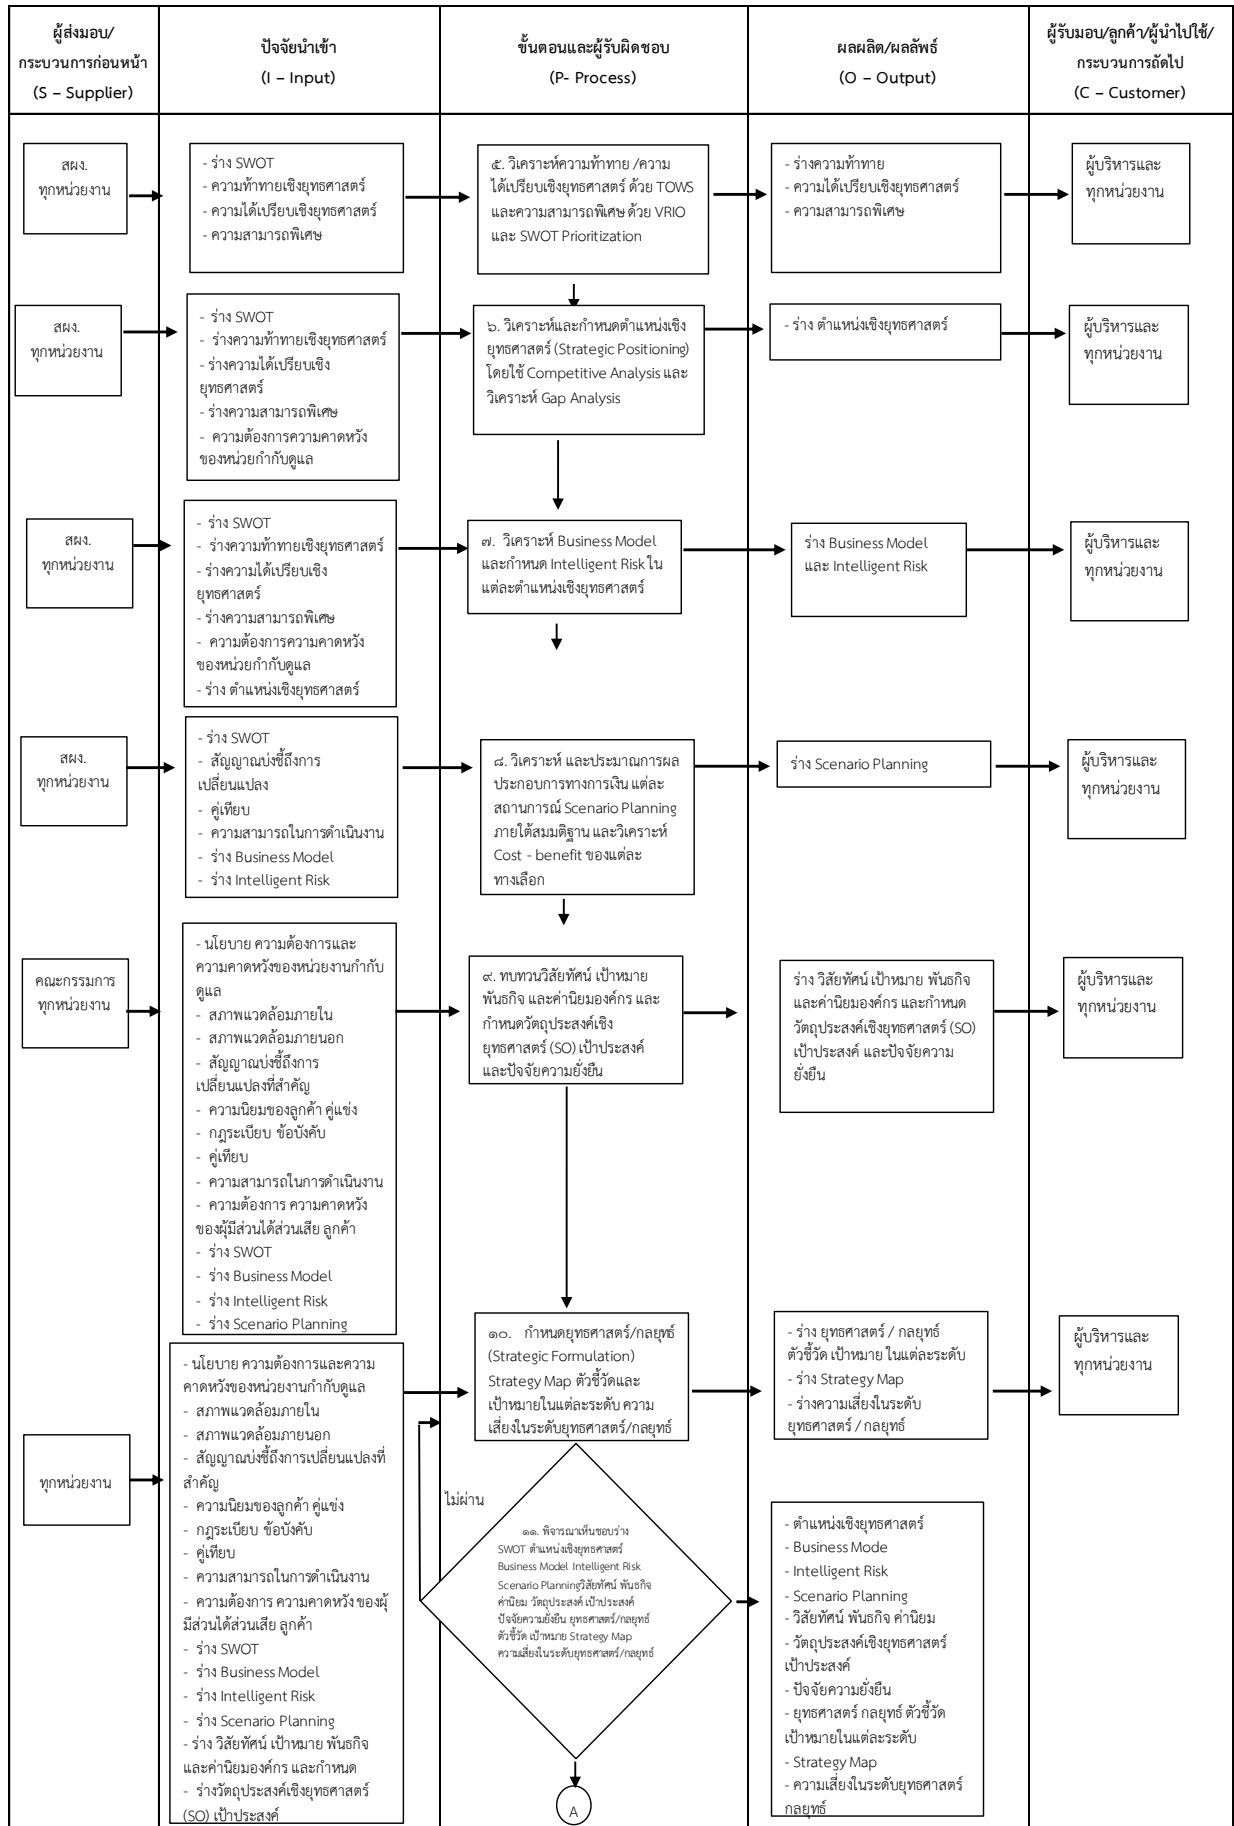 ผู้ส่งมอบ/
กระบวนการก่อนหน้า
(S – Supplier)
ปัจจัยนำเข้า
(I – Input)
ขั้นตอนและผู้รับผิดชอบ
(P- Process)
ผลผลิต/ผลลัพธ์
(O – Output)
ผู้รับมอบ/ลูกค้า/ผู้นำไปใช้/
กระบวนการถัดไป
(C – Customer)
สผง.
ทุกหน่วยงาน
- ร่าง SWOT
- ความท้าทายเชิงยุทธศาสตร์
- ความได้เปรียบเชิงยุทธศาสตร์
- ความสามารถพิเศษ
๕. วิเคราะห์ความท้าทาย /ความ
ได้เปรียบเชิงยุทธศาสตร์ ด้วย TOWS
และความสามารถพิเศษ ด้วย VRIO
และ SWOT Prioritization
- ร่างความท้าทาย
- ความได้เปรียบเชิงยุทธศาสตร์
- ความสามารถพิเศษ
ผู้บริหารและ
ทุกหน่วยงาน
สผง.
ทุกหน่วยงาน
- ร่าง SWOT
- ร่างความท้าทายเชิงยุทธศาสตร์
- ร่างความได้เปรียบเชิง
ยุทธศาสตร์
- ร่างความสามารถพิเศษ
- ความต้องการความคาดหวัง
ของหน่วยกำกับดูแล
๖. วิเคราะห์และกำหนดตำแหน่งเชิง
ยุทธศาสตร์ (Strategic Positioning)
โดยใช้ Competitive Analysis และ
วิเคราะห์ Gap Analysis
- ร่าง ตำแหน่งเชิงยุทธศาสตร์
ผู้บริหารและ
ทุกหน่วยงาน
สผง.
ทุกหน่วยงาน
- ร่าง SWOT
- ร่างความท้าทายเชิงยุทธศาสตร์
- ร่างความได้เปรียบเชิง
ยุทธศาสตร์
- ร่างความสามารถพิเศษ
- ความต้องการความคาดหวัง
ของหน่วยกำกับดูแล
- ร่าง ตำแหน่งเชิงยุทธศาสตร์
๗. วิเคราะห์ Business Model
และกำหนด Intelligent Risk ใน
แต่ละตำแหน่งเชิงยุทธศาสตร์
ร่าง Business Model
และ Intelligent Risk
ผู้บริหารและ
ทุกหน่วยงาน
สผง.
ทุกหน่วยงาน
- ร่าง SWOT
- สัญญาณบ่งชี้ถึงการ
เปลี่ยนแปลง
- คู่เทียบ
- ความสามารถในการดำเนินงาน
- ร่าง Business Model
- ร่าง Intelligent Risk
๘. วิเคราะห์ และประมาณการผล
ประกอบการทางการเงิน แต่ละ
สถานการณ์ Scenario Planning
ภายใต้สมมติฐาน และวิเคราะห์
Cost - benefit ของแต่ละ
ทางเลือก
ร่าง Scenario Planning
ผู้บริหารและ
ทุกหน่วยงาน
คณะกรรมการ
ทุกหน่วยงาน
- นโยบาย ความต้องการและ
ความคาดหวังของหน่วยงานกำกับ
ดูแล
- สภาพแวดล้อมภายใน
- สภาพแวดล้อมภายนอก
- สัญญาณบ่งชี้ถึงการ
เปลี่ยนแปลงที่สำคัญ
- ความนิยมของลูกค้า คู่แข่ง
- กฎระเบียบ ข้อบังคับ
- คู่เทียบ
- ความสามารถในการดำเนินงาน
- ความต้องการ ความคาดหวัง
ของผู้มีส่วนได้ส่วนเสีย ลูกค้า
- ร่าง SWOT
- ร่าง Business Model
- ร่าง Intelligent Risk
- ร่าง Scenario Planning
๙. ทบทวนวิสัยทัศน์ เป้าหมาย
พันธกิจ และค่านิยมองค์กร และ
กำหนดวัตถุประสงค์เชิง
ยุทธศาสตร์ (SO) เป้าประสงค์
และปัจจัยความยั่งยืน
ร่าง วิสัยทัศน์ เป้าหมาย พันธกิจ
และค่านิยมองค์กร และกำหนด
วัตถุประสงค์เชิงยุทธศาสตร์ (SO)
เป้าประสงค์ และปัจจัยความ
ยั่งยืน
ผู้บริหารและ
ทุกหน่วยงาน
ทุกหน่วยงาน
- นโยบาย ความต้องการและความ
คาดหวังของหน่วยงานกำกับดูแล
- สภาพแวดล้อมภายใน
- สภาพแวดล้อมภายนอก
- สัญญาณบ่งชี้ถึงการเปลี่ยนแปลงที่
สำคัญ
- ความนิยมของลูกค้า คู่แข่ง
- กฎระเบียบ ข้อบังคับ
- คู่เทียบ
- ความสามารถในการดำเนินงาน
- ความต้องการ ความคาดหวัง ของผู้
มีส่วนได้ส่วนเสีย ลูกค้า
- ร่าง SWOT
- ร่าง Business Model
- ร่าง Intelligent Risk
- ร่าง Scenario Planning
- ร่าง วิสัยทัศน์ เป้าหมาย พันธกิจ
และค่านิยมองค์กร และกำหนด
- ร่างวัตถุประสงค์เชิงยุทธศาสตร์
(SO) เป้าประสงค์
๑๐. กำหนดยุทธศาสตร์/กลยุทธ์
(Strategic Formulation)
Strategy Map ตัวชี้วัดและ
เป้าหมายในแต่ละระดับ ความ
เสี่ยงในระดับยุทธศาสตร์/กลยุทธ์
- ร่าง ยุทธศาสตร์ / กลยุทธ์
ตัวชี้วัด เป้าหมาย ในแต่ละระดับ
- ร่าง Strategy Map
- ร่างความเสี่ยงในระดับ
ยุทธศาสตร์ / กลยุทธ์
ผู้บริหารและ
ทุกหน่วยงาน
ไม่ผ่าน
๑๑. พิจารณาเห็นชอบร่าง
SWOT ตำแหน่งเชิงยุทธศาสตร์
Business Model Intelligent Risk
Scenario Planningวิสัยทัศน์ พันธกิจ
ค่านิยม วัตถุประสงค์ เป้าประสงค์
ปัจจัยความยั่งยืน ยุทธศาสตร์/กลยุทธ์
ตัวชี้วัด เป้าหมาย Strategy Map
ความเสี่ยงในระดับยุทธศาสตร์/กลยุทธ์
- ตำแหน่งเชิงยุทธศาสตร์
- Business Mode
- Intelligent Risk
- Scenario Planning
- วิสัยทัศน์ พันธกิจ ค่านิยม
- วัตถุประสงค์เชิงยุทธศาสตร์
เป้าประสงค์
- ปัจจัยความยั่งยืน
- ยุทธศาสตร์ กลยุทธ์ ตัวชี้วัด
เป้าหมายในแต่ละระดับ
- Strategy Map
- ความเสี่ยงในระดับยุทธศาสตร์
กลยุทธ์
A